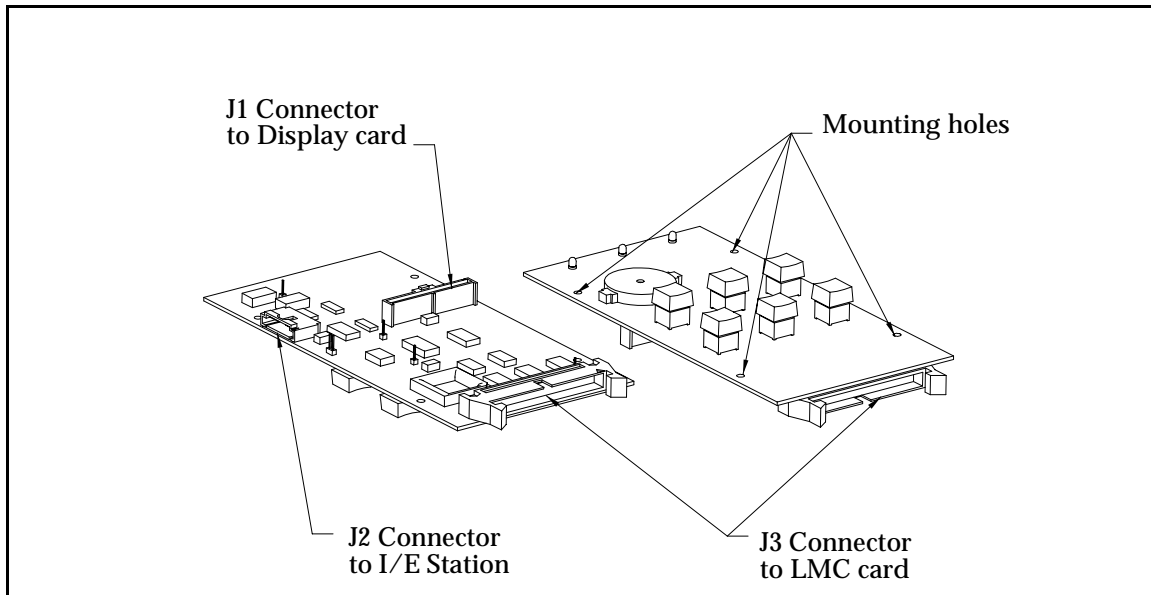 J1 Connector
to Display card
Mounting holes
J2 Connector
to I/E Station
J3 Connector
to LMC card